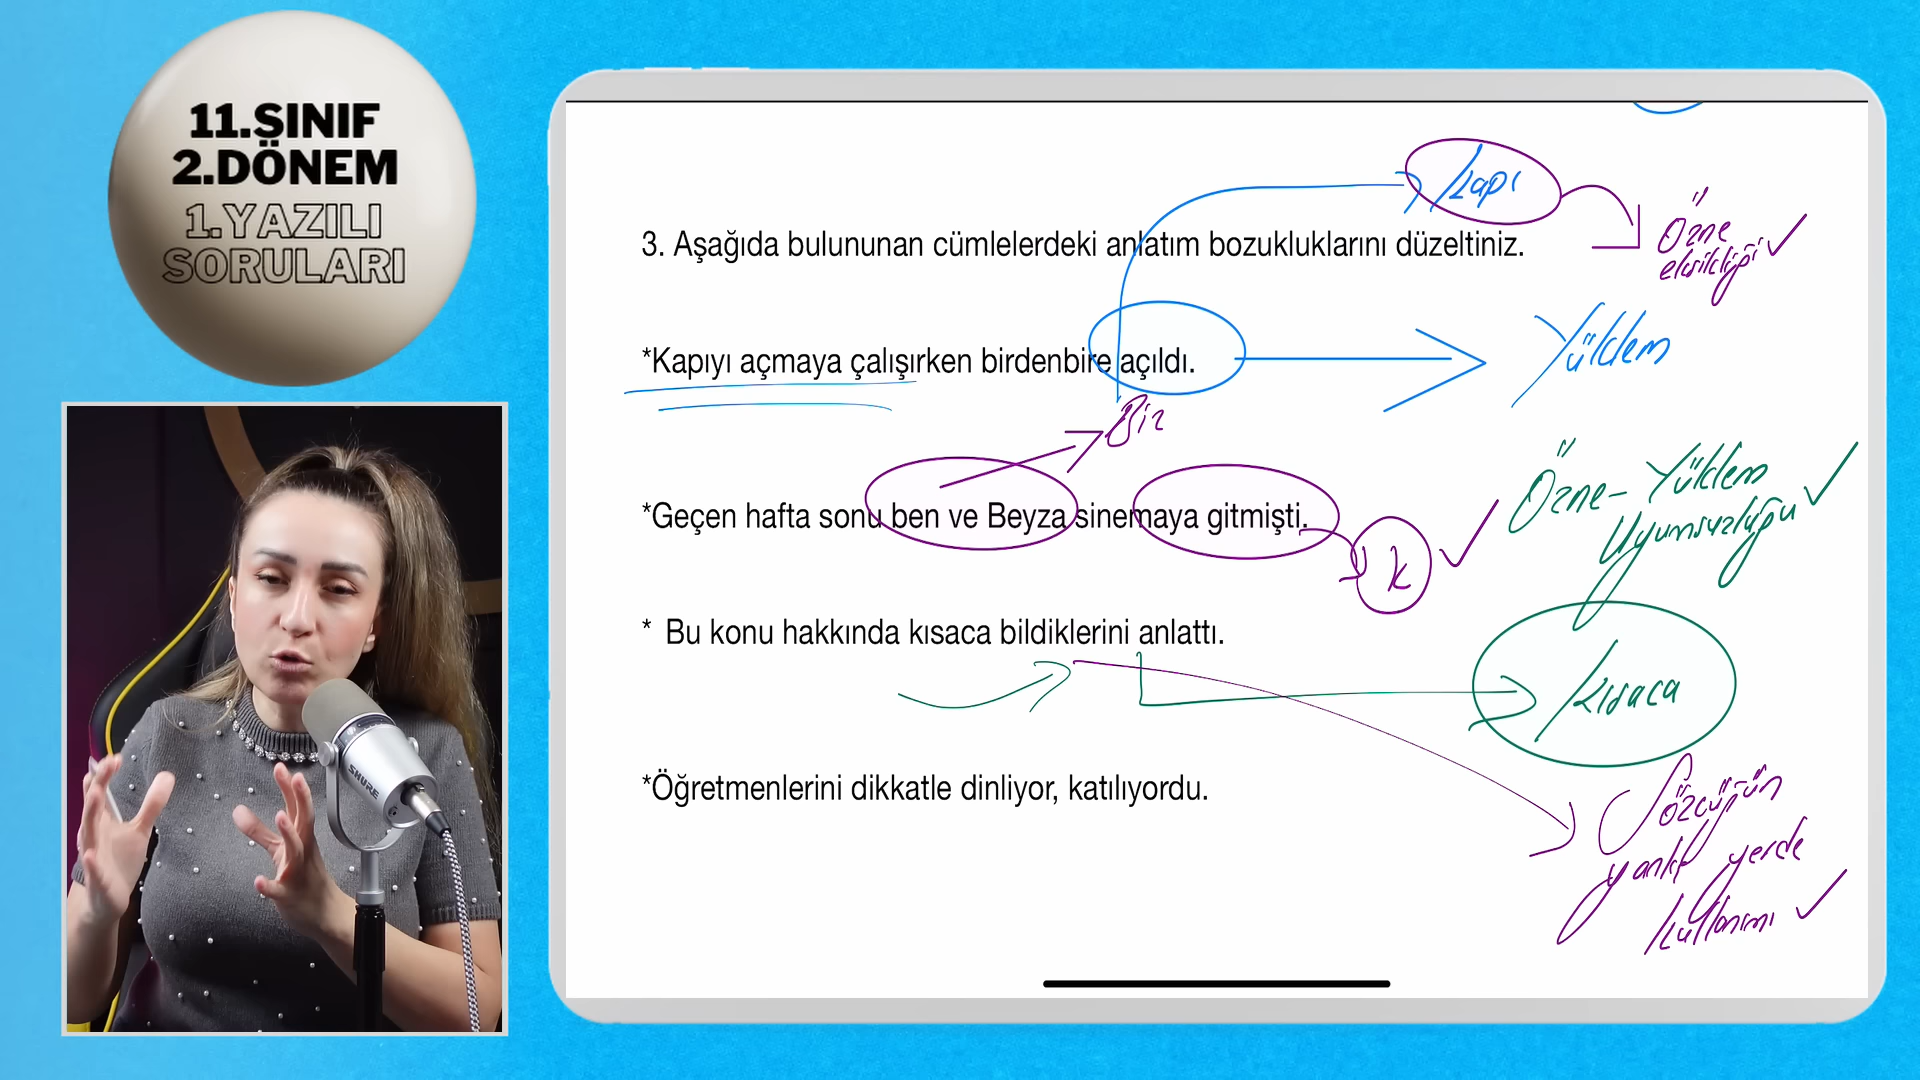 11.SINIF
2.DÖNEM
1.YAZILI
SORULARI
Kapı
Özne
eksikliği
3. Aşağıda bulununan cümlelerdeki anlatım bozukluklarını düzeltiniz.
*Kapıyı açmaya çalışırken birdenbire açıldı.
Yüklem
Biz
*Geçen hafta sonu ben ve Beyza sinemaya gitmişti.
k
Özne-Yüklem
Uyumsuzluğu
* Bu konu hakkında kısaca bildiklerini anlattı.
kısaca
*Öğretmenlerini dikkatle dinliyor, katılıyordu.
Sözcüğün
yanlış yerde
kullanımı
SHURE